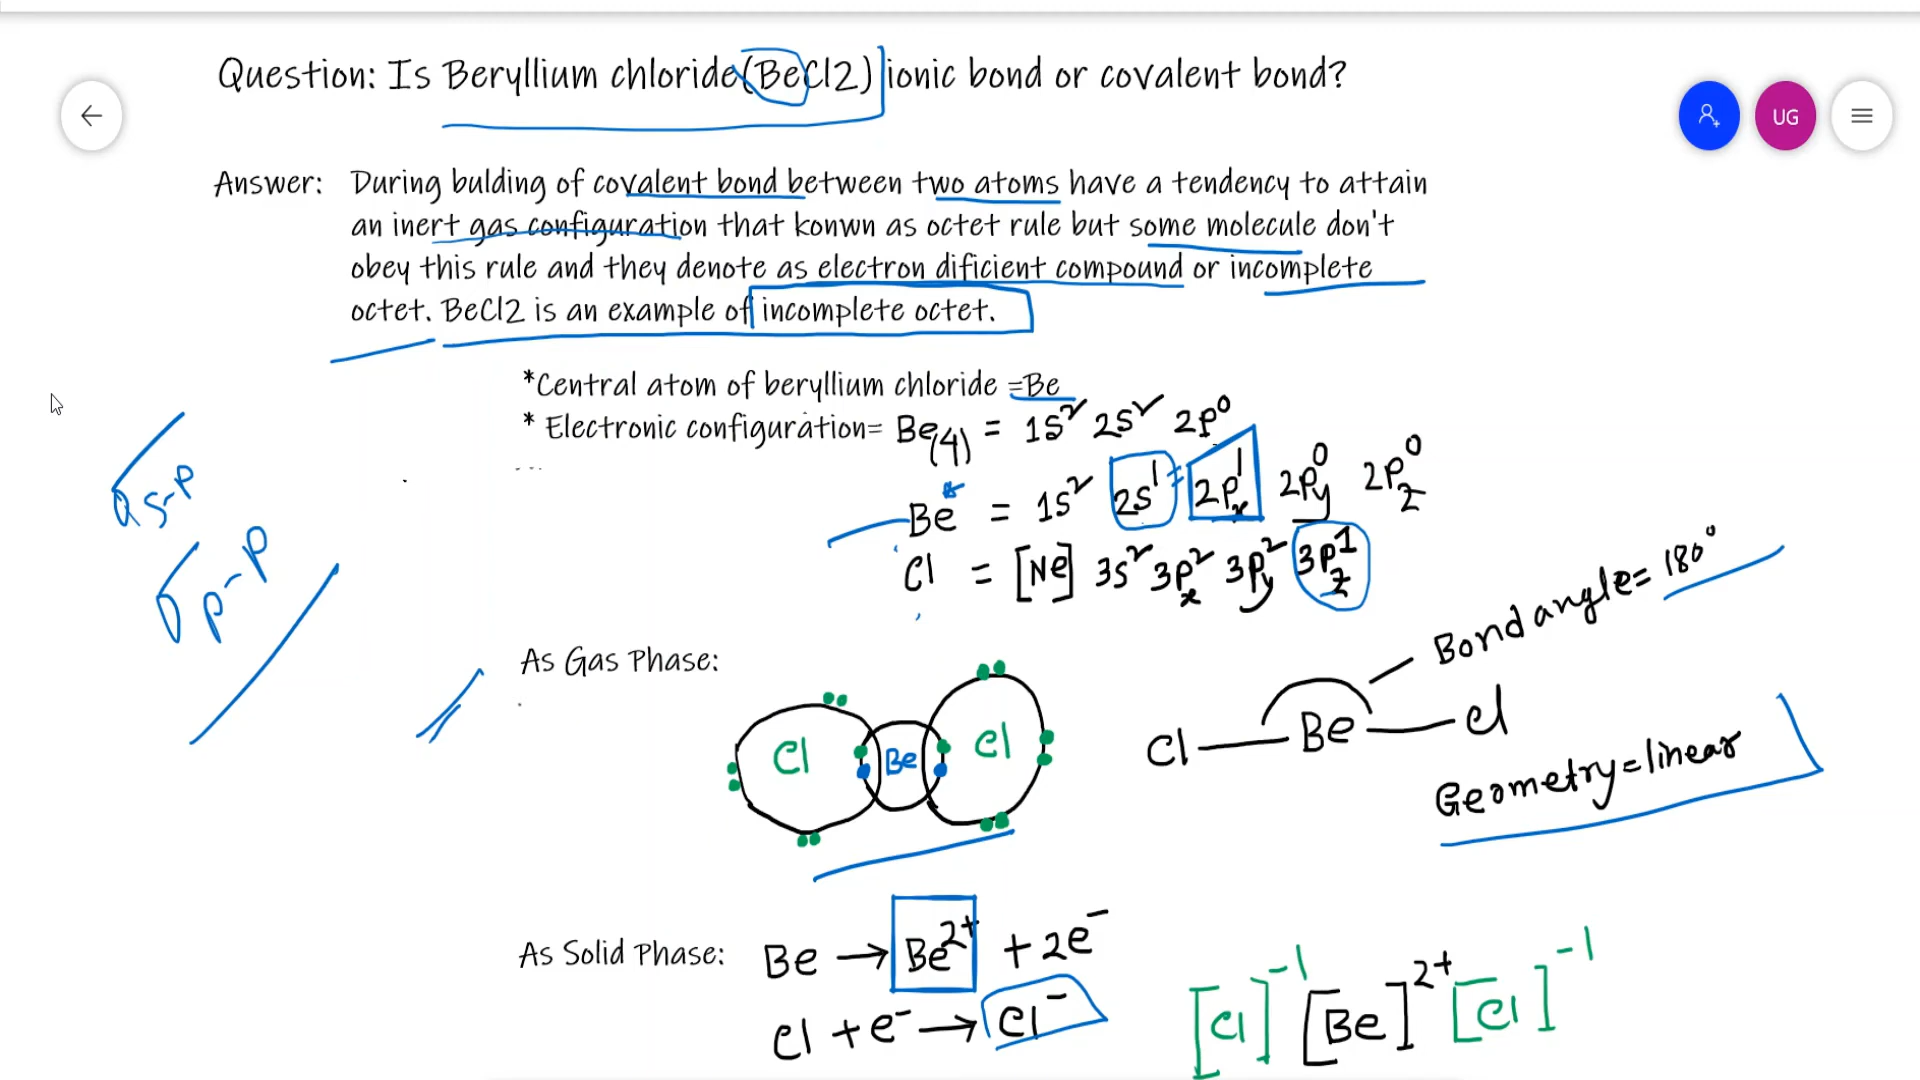 Question: Is Beryllium chloride(BeCl2) ionic bond or covalent bond?
UG
Answer: During bulding of covalent bond between two atoms have a tendency to attain
an inert gas configuration that konwn as octet rule but some molecule don't
obey this rule and they denote as electron dificient compound or incomplete
octet. BeCl2 is an example of incomplete octet.
*Central atom of beryllium chloride =Be
* Electronic configuration= Be(4) = 1s² 2s² 2p⁰
Be* = 1s² 2s¹ 2px¹ 2py⁰ 2pz⁰
Cl = [Ne] 3s² 3px² 3py² 3pz¹
σ s-p
σ p-p
As Gas Phase:
Cl Be Cl
Cl—Be—Cl
Bond angle= 180°
Geometry=linear
As Solid Phase: Be → Be²⁺ + 2e⁻
Cl + e⁻ → Cl⁻
[Cl]⁻¹ [Be]²⁺ [Cl]⁻¹